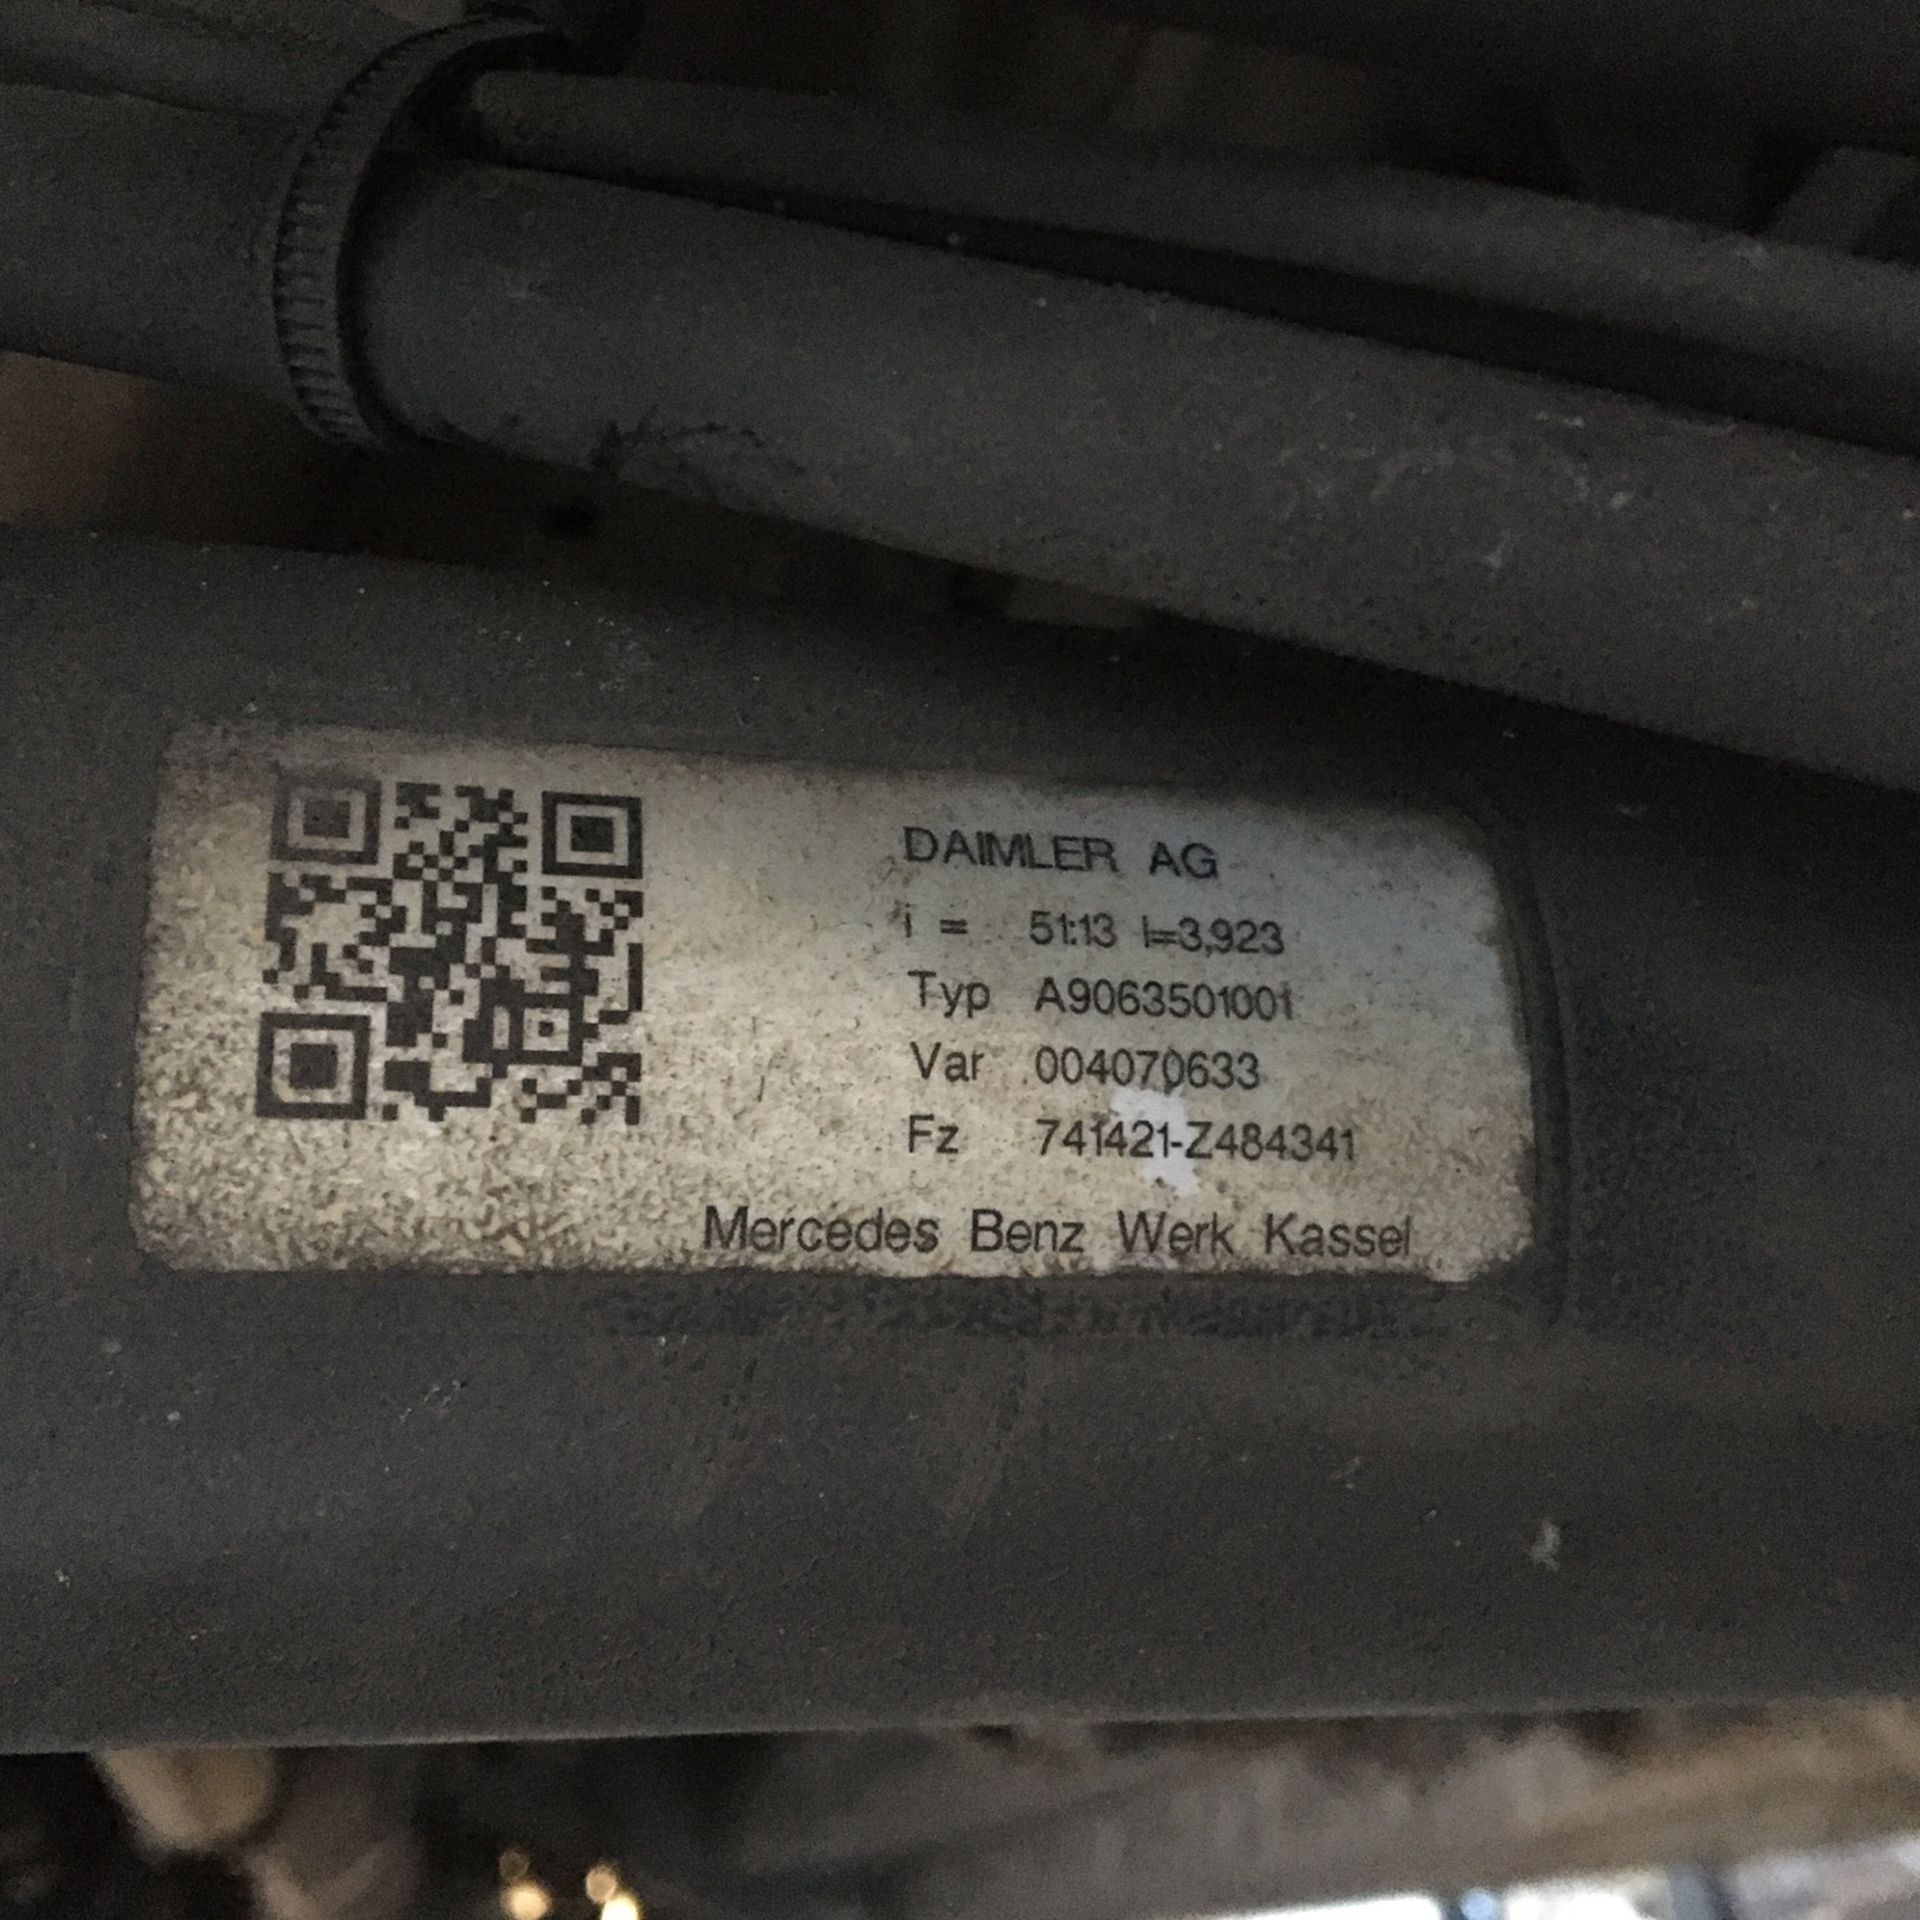 DAIMLER AG
i = 51:13 I=3,923
Typ A9063501001
Var 004070633
Fz 741421-Z484341
Mercedes Benz Werk Kassel